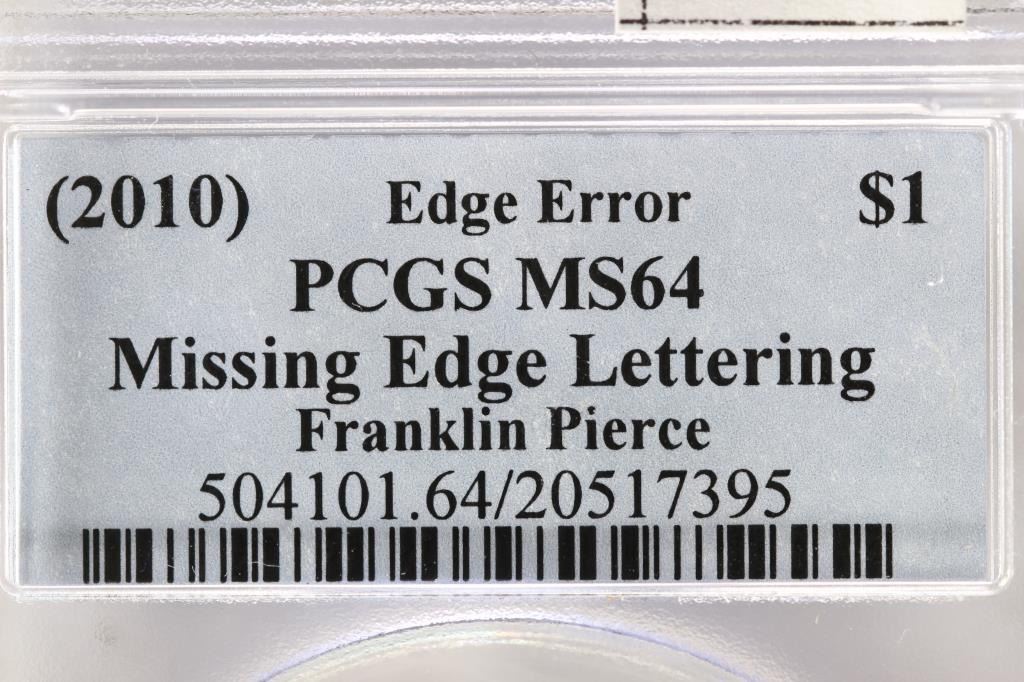 (2010) Edge Error $1
PCGS MS64
Missing Edge Lettering
Franklin Pierce
504101.64/20517395